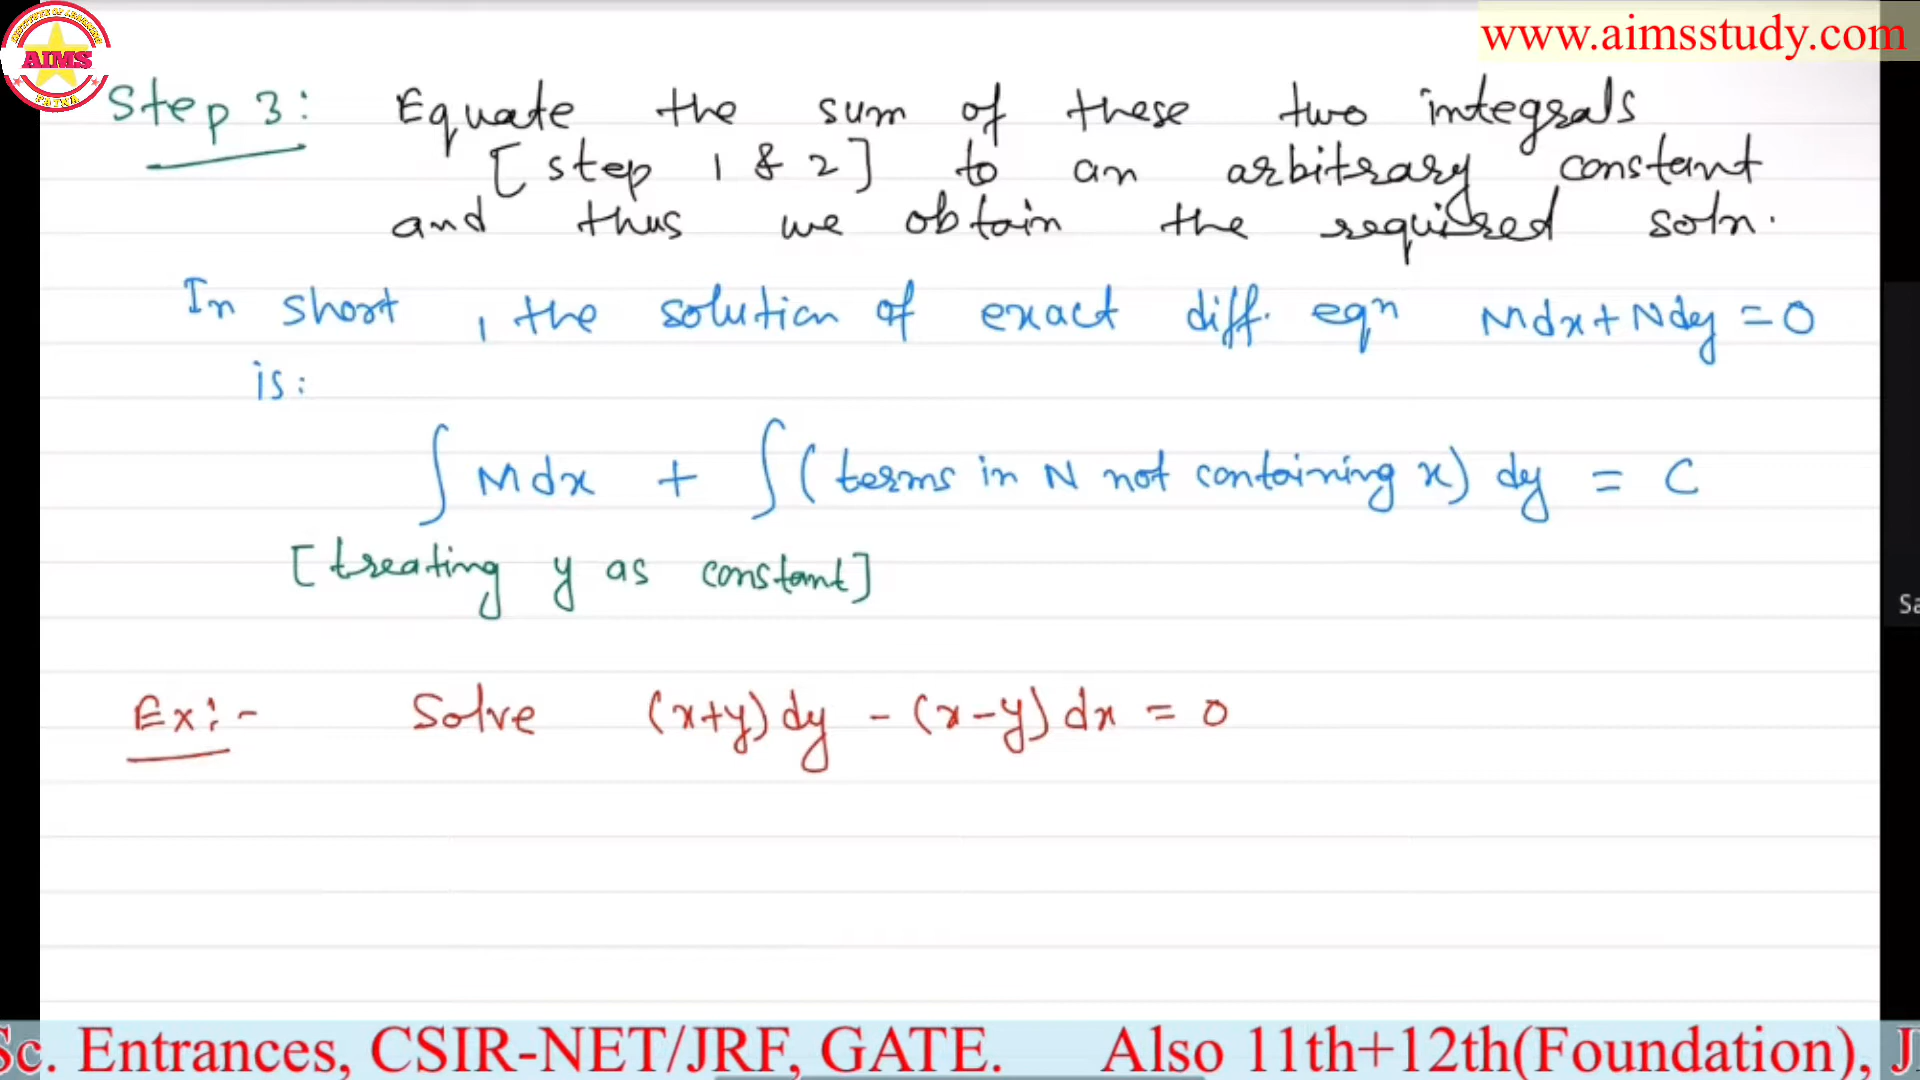 AIMS
PATNA
www.aimsstudy.com
Step 3: Equate the sum of these two integrals
[step 1 & 2] to an arbitrary constant
and thus we obtain the required soln.
In short, the solution of exact diff. eqn Mdx+Ndy=0
is:
∫ Mdx + ∫ (terms in N not containing x) dy = C
[treating y as constant]
Sa
Ex:- Solve (x+y)dy - (x-y)dx = 0
Sc. Entrances, CSIR-NET/JRF, GATE. Also 11th+12th(Foundation), J